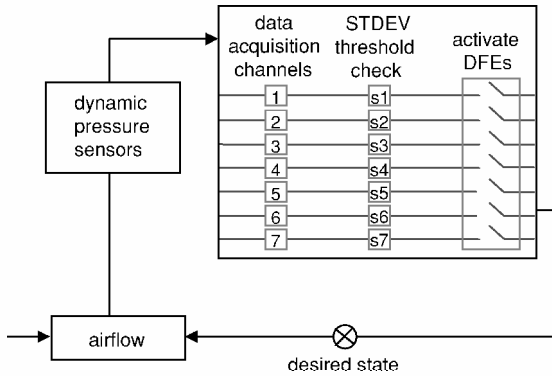 data
acquisition
channels
STDEV
threshold
check
activate
DFEs
dynamic
pressure
sensors
1 s1
2 s2
3 s3
4 s4
5 s5
6 s6
7 s7
airflow
desired state